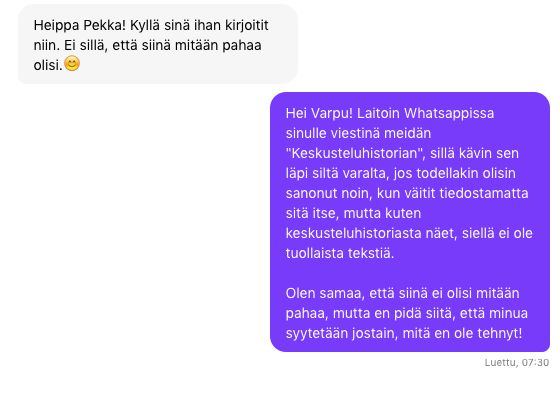 Heippa Pekka! Kyllä sinä ihan kirjoitit
niin. Ei sillä, että siinä mitään pahaa
olisi.😊
Hei Varpu! Laitoin Whatsappissa
sinulle viestinä meidän
"Keskusteluhistorian", sillä kävin sen
läpi siltä varalta, jos todellakin olisin
sanonut noin, kun väitit tiedostamatta
sitä itse, mutta kuten
keskusteluhistoriasta näet, siellä ei ole
tuollaista tekstiä.
Olen samaa, että siinä ei olisi mitään
pahaa, mutta en pidä siitä, että minua
syytetään jostain, mitä en ole tehnyt!
Luettu, 07:30